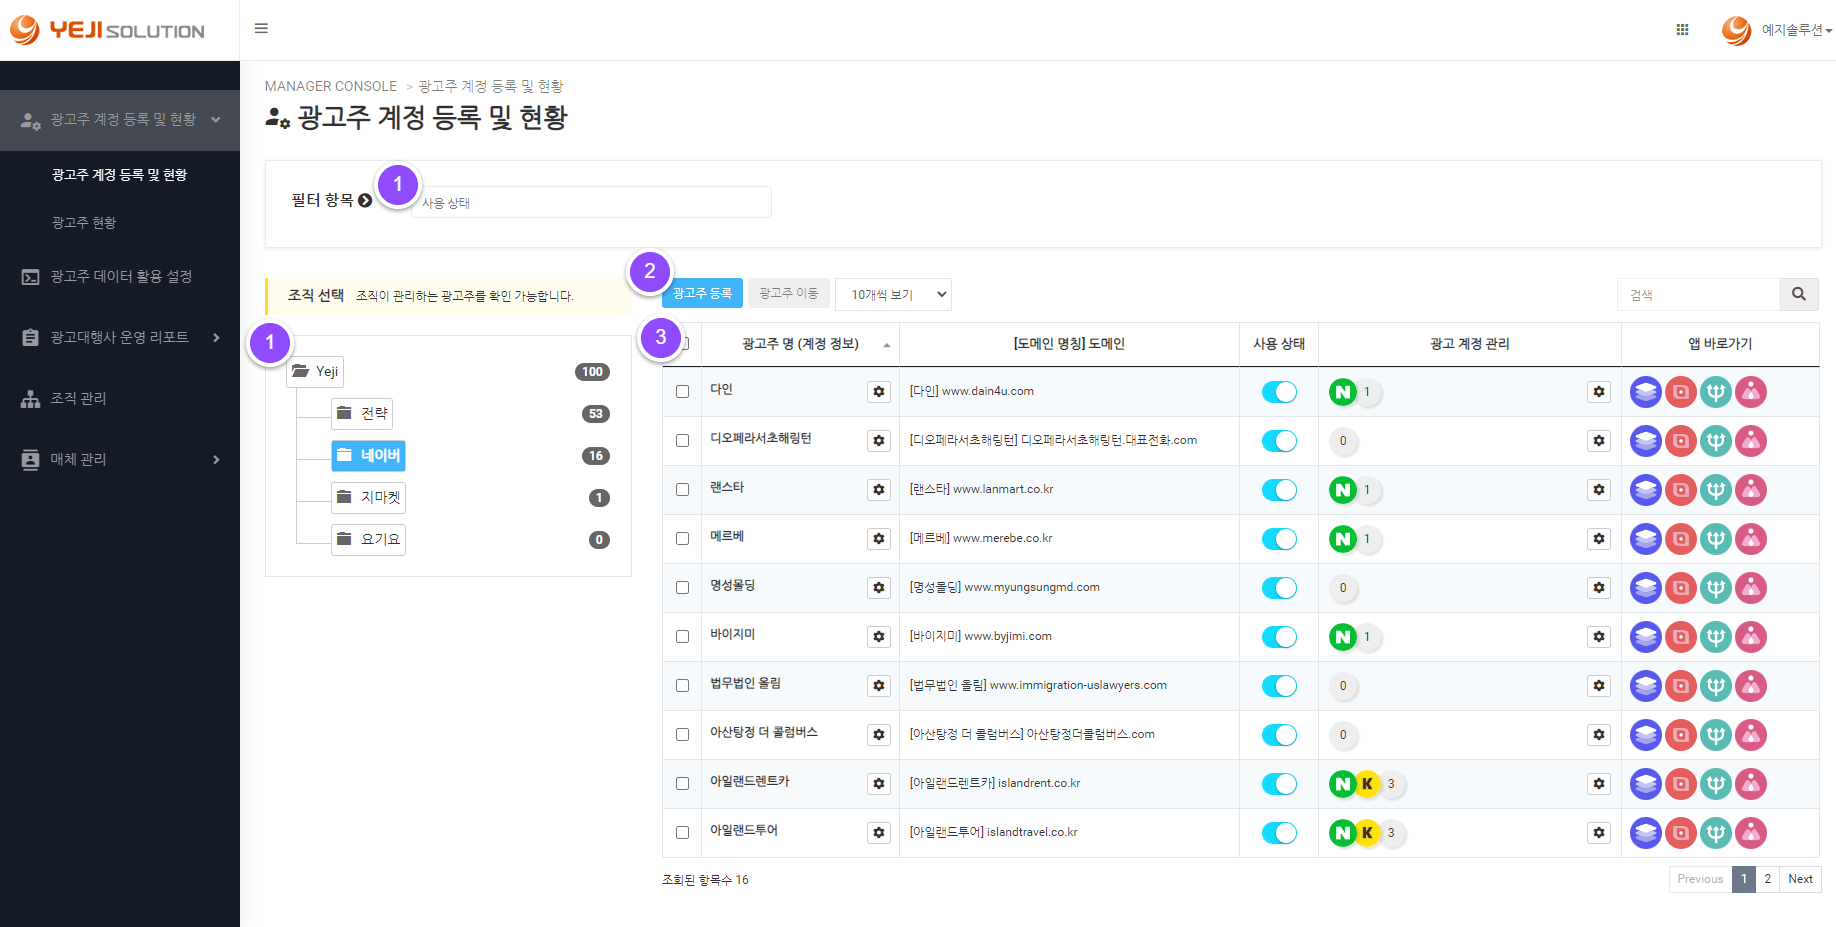 YEJI SOLUTION
예지솔루션
광고주 계정 등록 및 현황
광고주 계정 등록 및 현황
광고주 현황
광고주 데이터 활용 설정
광고대행사 운영 리포트
조직 관리
매체 관리
MANAGER CONSOLE > 광고주 계정 등록 및 현황
광고주 계정 등록 및 현황
필터 항목
1
사용 상태
조직 선택 조직이 관리하는 광고주를 확인 가능합니다.
1
Yeji 100
전략 53
네이버 16
지마켓 1
요기요 0
2
광고주 등록 광고주 이동 10개씩 보기 검색
3
광고주 명 (계정 정보) [도메인 명칭] 도메인 사용 상태 광고 계정 관리 앱 바로가기
다인 [다인] www.dain4u.com N 1
디오페라서초해링턴 [디오페라서초해링턴] 디오페라서초해링턴.대표전화.com 0
랜스타 [랜스타] www.lanmart.co.kr N 1
메르베 [메르베] www.merebe.co.kr N 1
명성몰딩 [명성몰딩] www.myungsungmd.com 0
바이지미 [바이지미] www.byjimi.com N 1
법무법인 올림 [법무법인 올림] www.immigration-uslawyers.com 0
아산탕정 더 콜럼버스 [아산탕정 더 콜럼버스] 아산탕정더콜럼버스.com 0
아일랜드렌트카 [아일랜드렌트카] islandrent.co.kr N K 3
아일랜드투어 [아일랜드투어] islandtravel.co.kr N K 3
조회된 항목수 16
Previous 1 2 Next